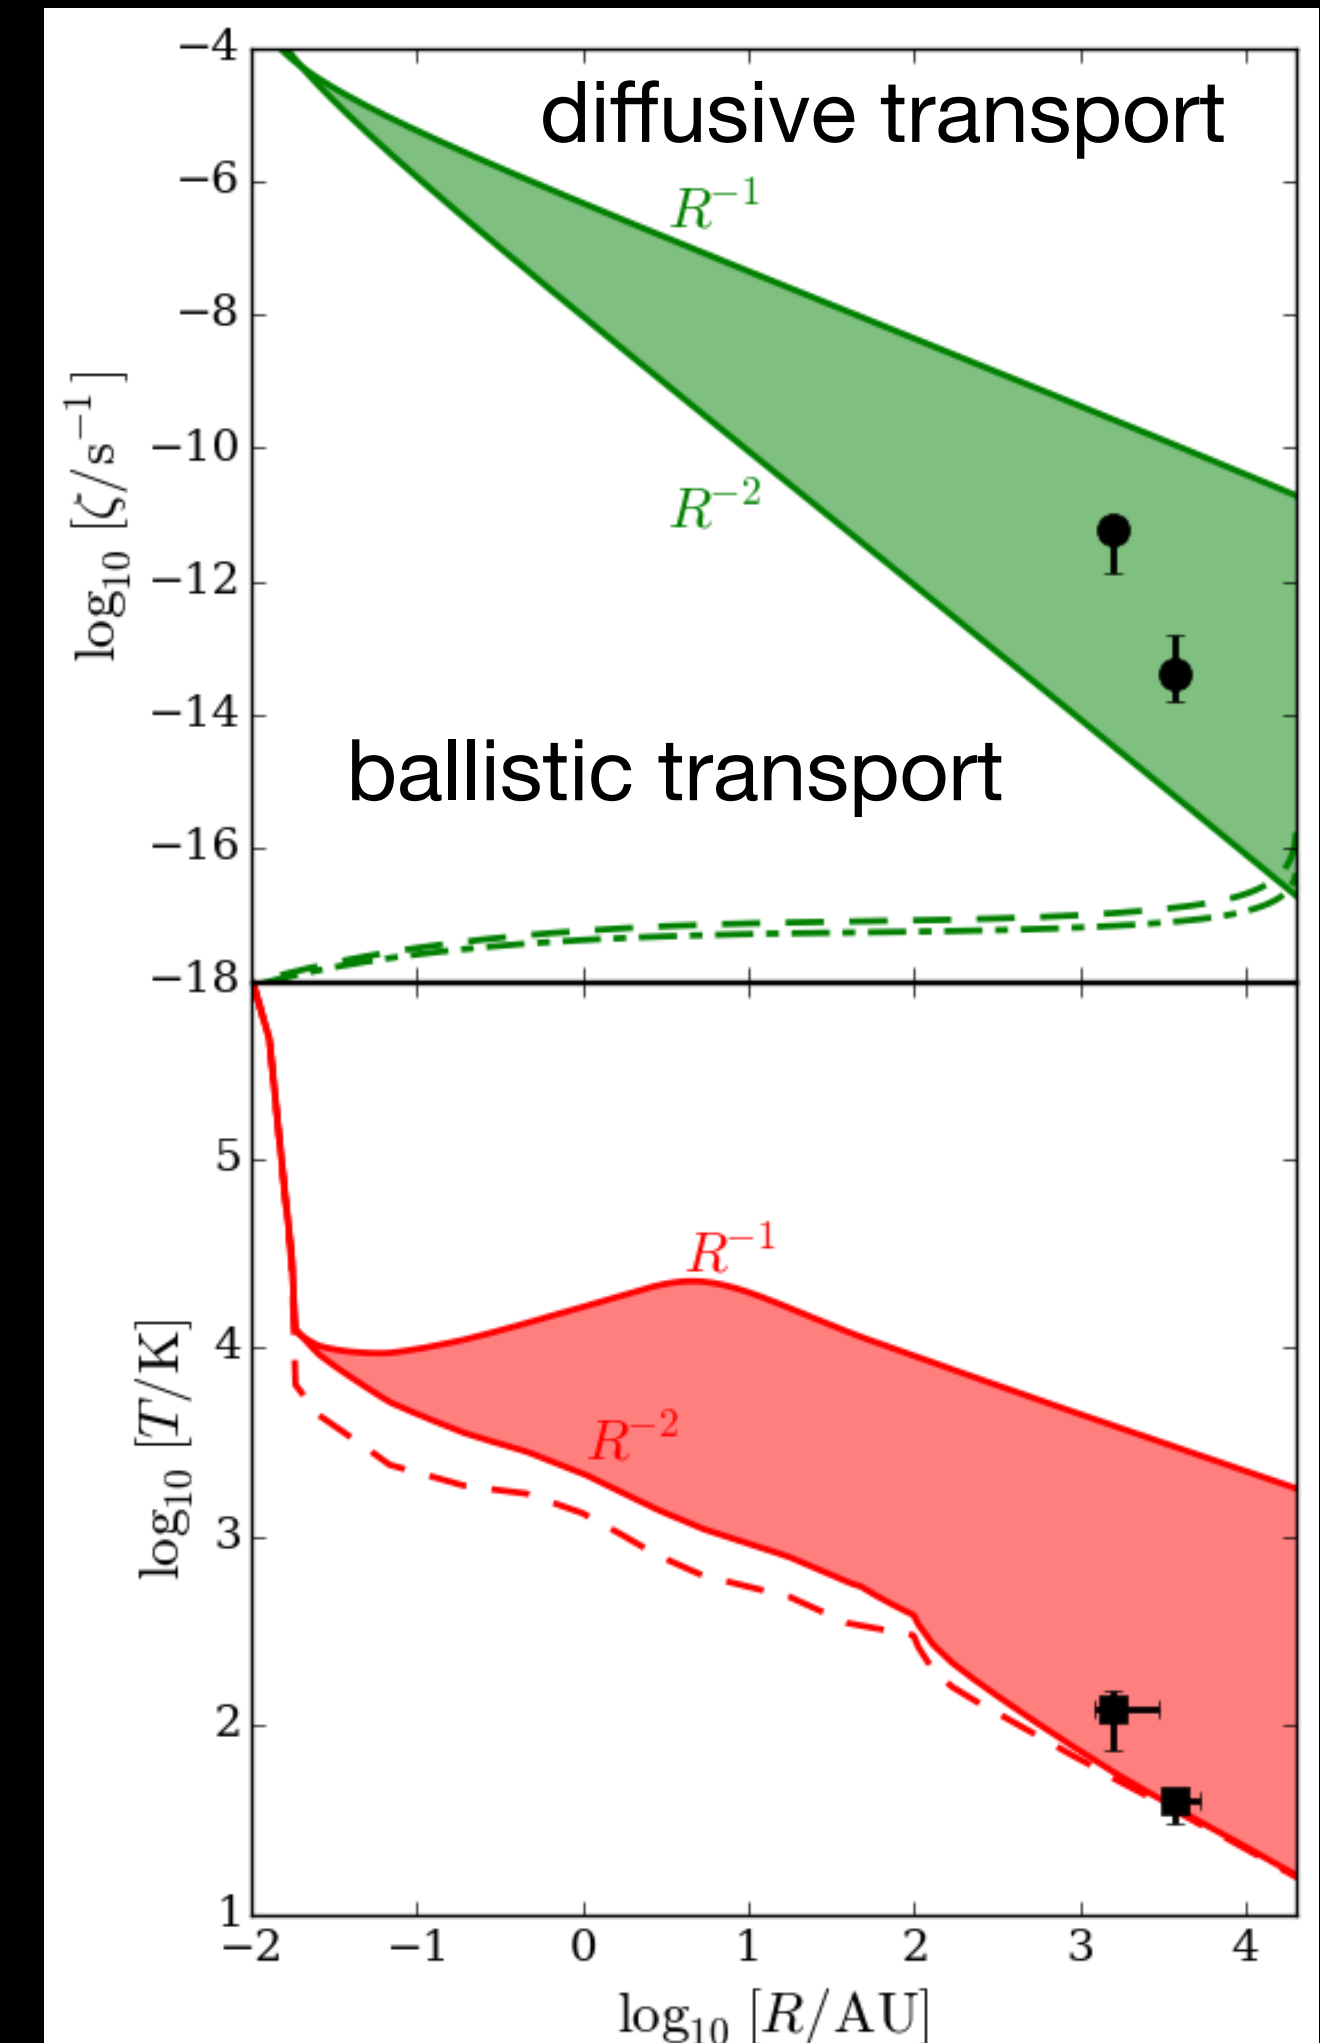 −4
diffusive transport
R⁻¹
−6
−8
log₁₀ [ζ/s⁻¹]
−10
R⁻²
−12
−14
ballistic transport
−16
−18
5
R⁻¹
log₁₀ [T/K]
4
R⁻²
3
2
1
−2 −1 0 1 2 3 4
log₁₀ [R/AU]